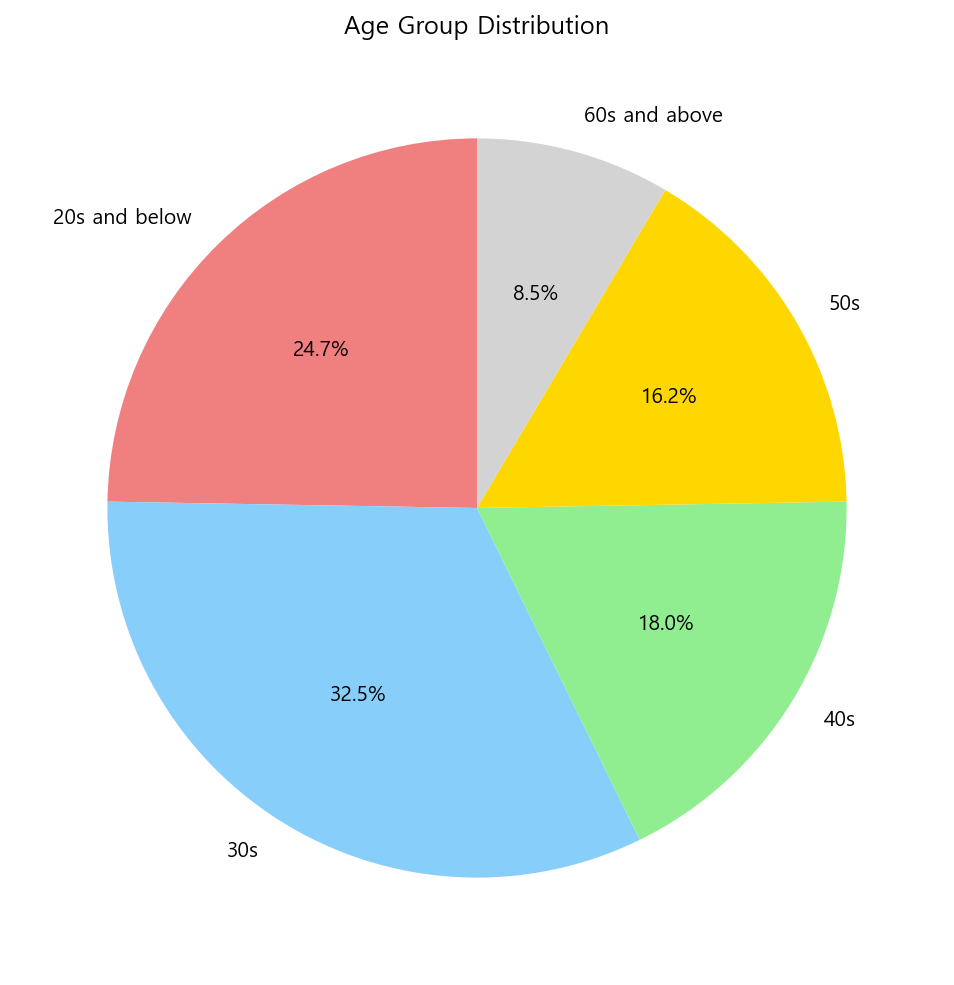 Age Group Distribution
60s and above
20s and below
50s
8.5%
24.7%
16.2%
18.0%
32.5%
40s
30s